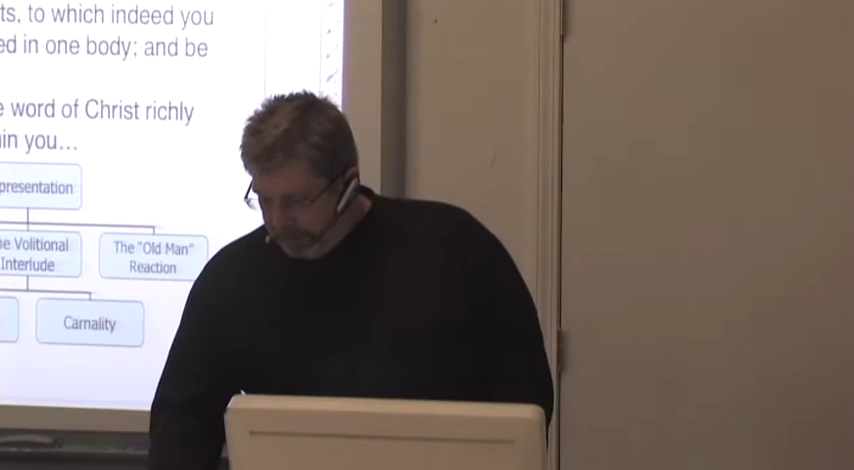 ts, to which indeed you
ed in one body; and be
e word of Christ richly
in you...
presentation
e Volitional
Interlude
The "Old Man"
Reaction
Carnality